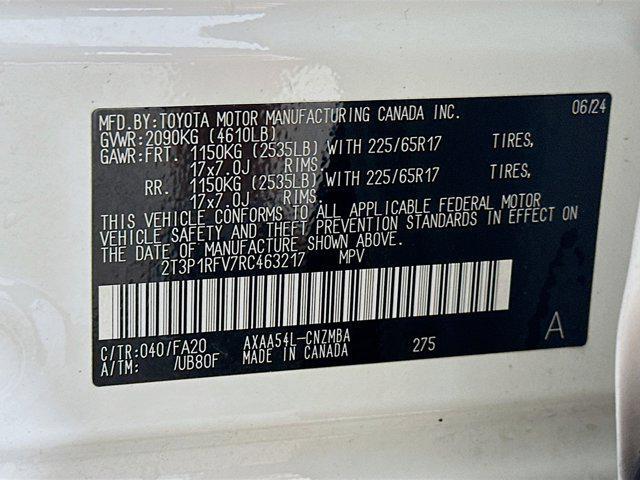 MFD.BY:TOYOTA MOTOR MANUFACTURING CANADA INC. 06/24
GVWR:2090KG (4610LB)
GAWR:FRT. 1150KG (2535LB) WITH 225/65R17 TIRES,
17x7.0J RIMS.
RR. 1150KG (2535LB) WITH 225/65R17 TIRES,
17x7.0J RIMS.
THIS VEHICLE CONFORMS TO ALL APPLICABLE FEDERAL MOTOR
VEHICLE SAFETY AND THEFT PREVENTION STANDARDS IN EFFECT ON
THE DATE OF MANUFACTURE SHOWN ABOVE.
2T3P1RFV7RC463217 MPV
C/TR:040/FA20 AXAA54L-CNZMBA 275 A
A/TM: /UB80F MADE IN CANADA